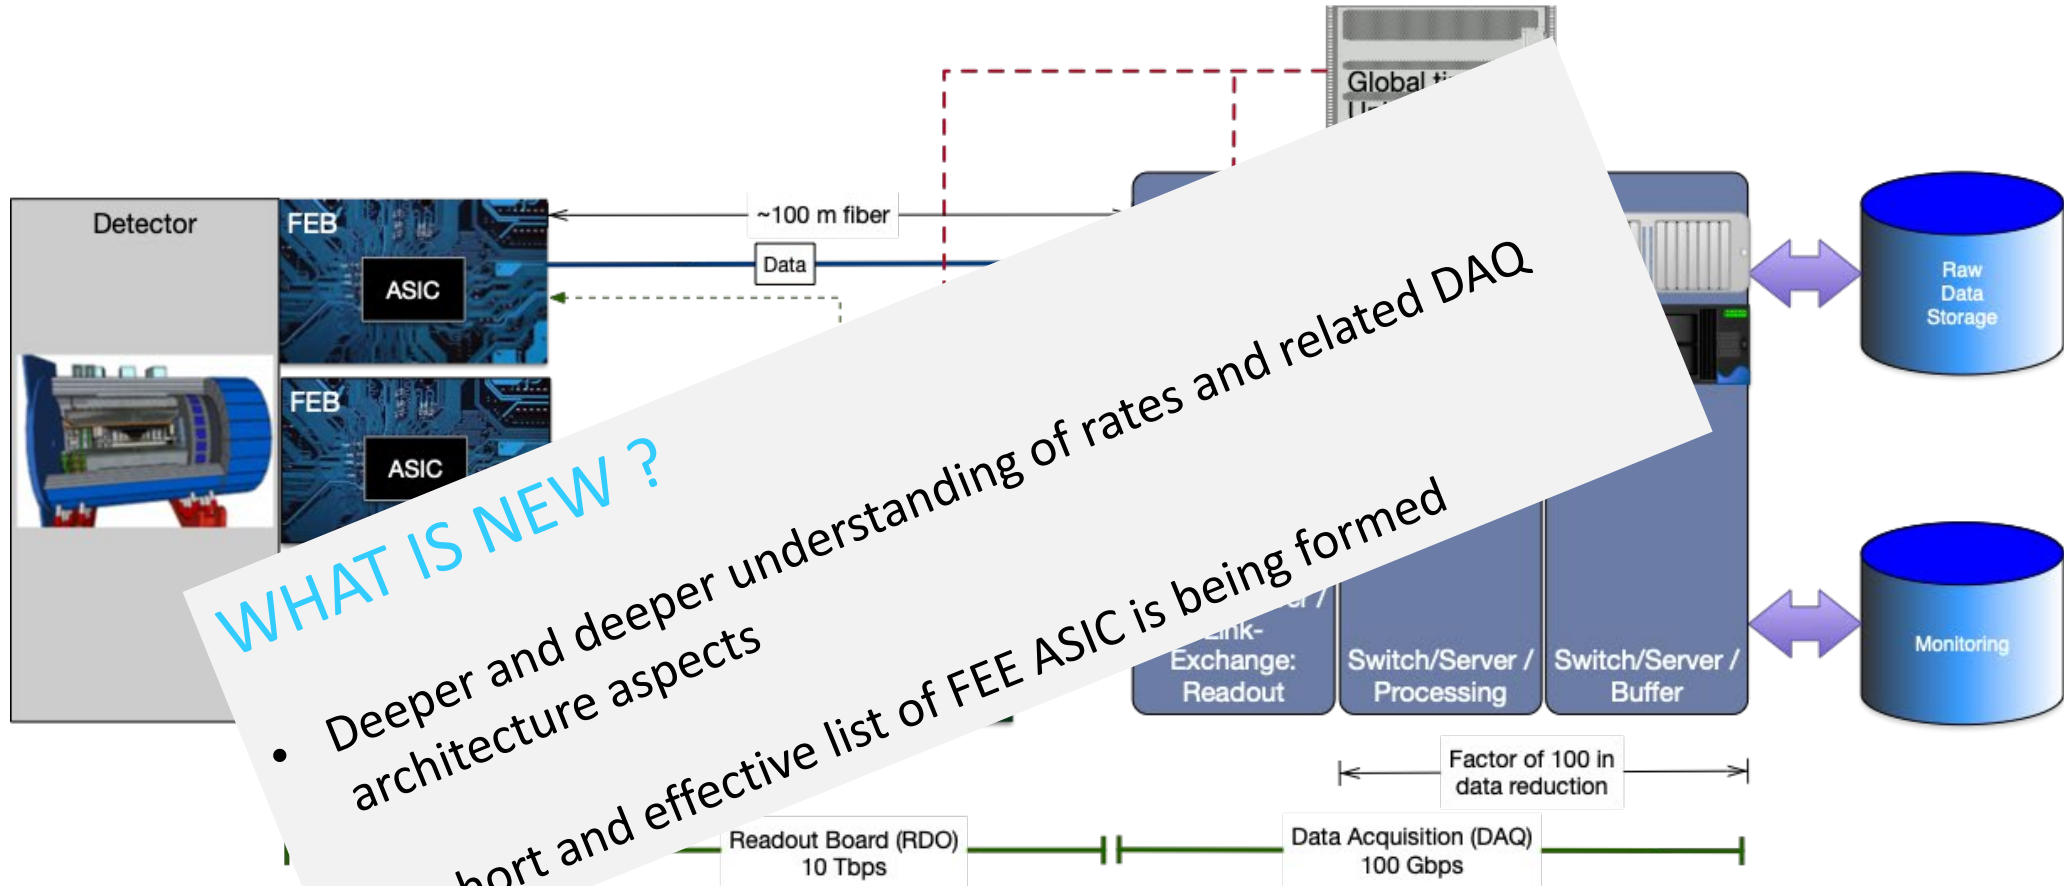 Global
Detector
FEB
~100 m fiber
Data
ASIC
Raw
Data
Storage
FEB
ASIC
WHAT IS NEW ?
• Deeper and deeper understanding of rates and related DAQ
architecture aspects
and effective list of FEE ASIC is being formed
Exchange:
Readout
Switch/Server /
Processing
Switch/Server /
Buffer
Monitoring
Factor of 100 in
data reduction
Readout Board (RDO)
10 Tbps
Data Acquisition (DAQ)
100 Gbps